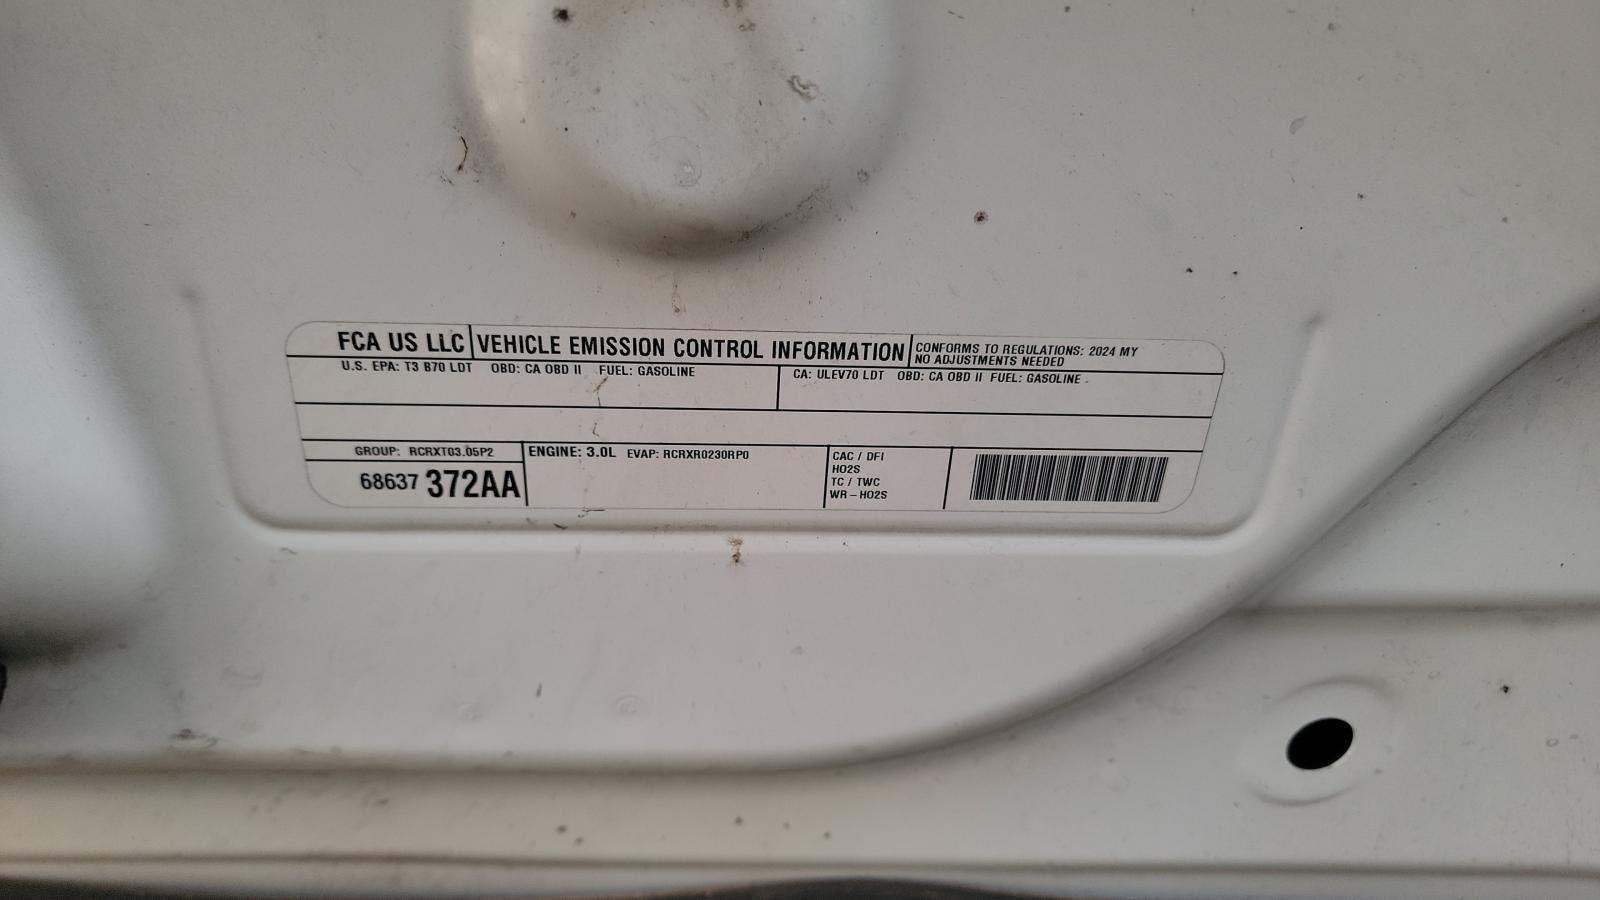 FCA US LLC VEHICLE EMISSION CONTROL INFORMATION CONFORMS TO REGULATIONS: 2024 MY
NO ADJUSTMENTS NEEDED
U.S. EPA: T3 B70 LDT OBD: CA OBD II FUEL: GASOLINE
CA: ULEV70 LDT OBD: CA OBD II FUEL: GASOLINE
GROUP: RCRXT03.05P2
68637 372AA
ENGINE: 3.0L EVAP: RCRXR0230RP0
CAC / DFI
HO2S
TC / TWC
WR-HO2S